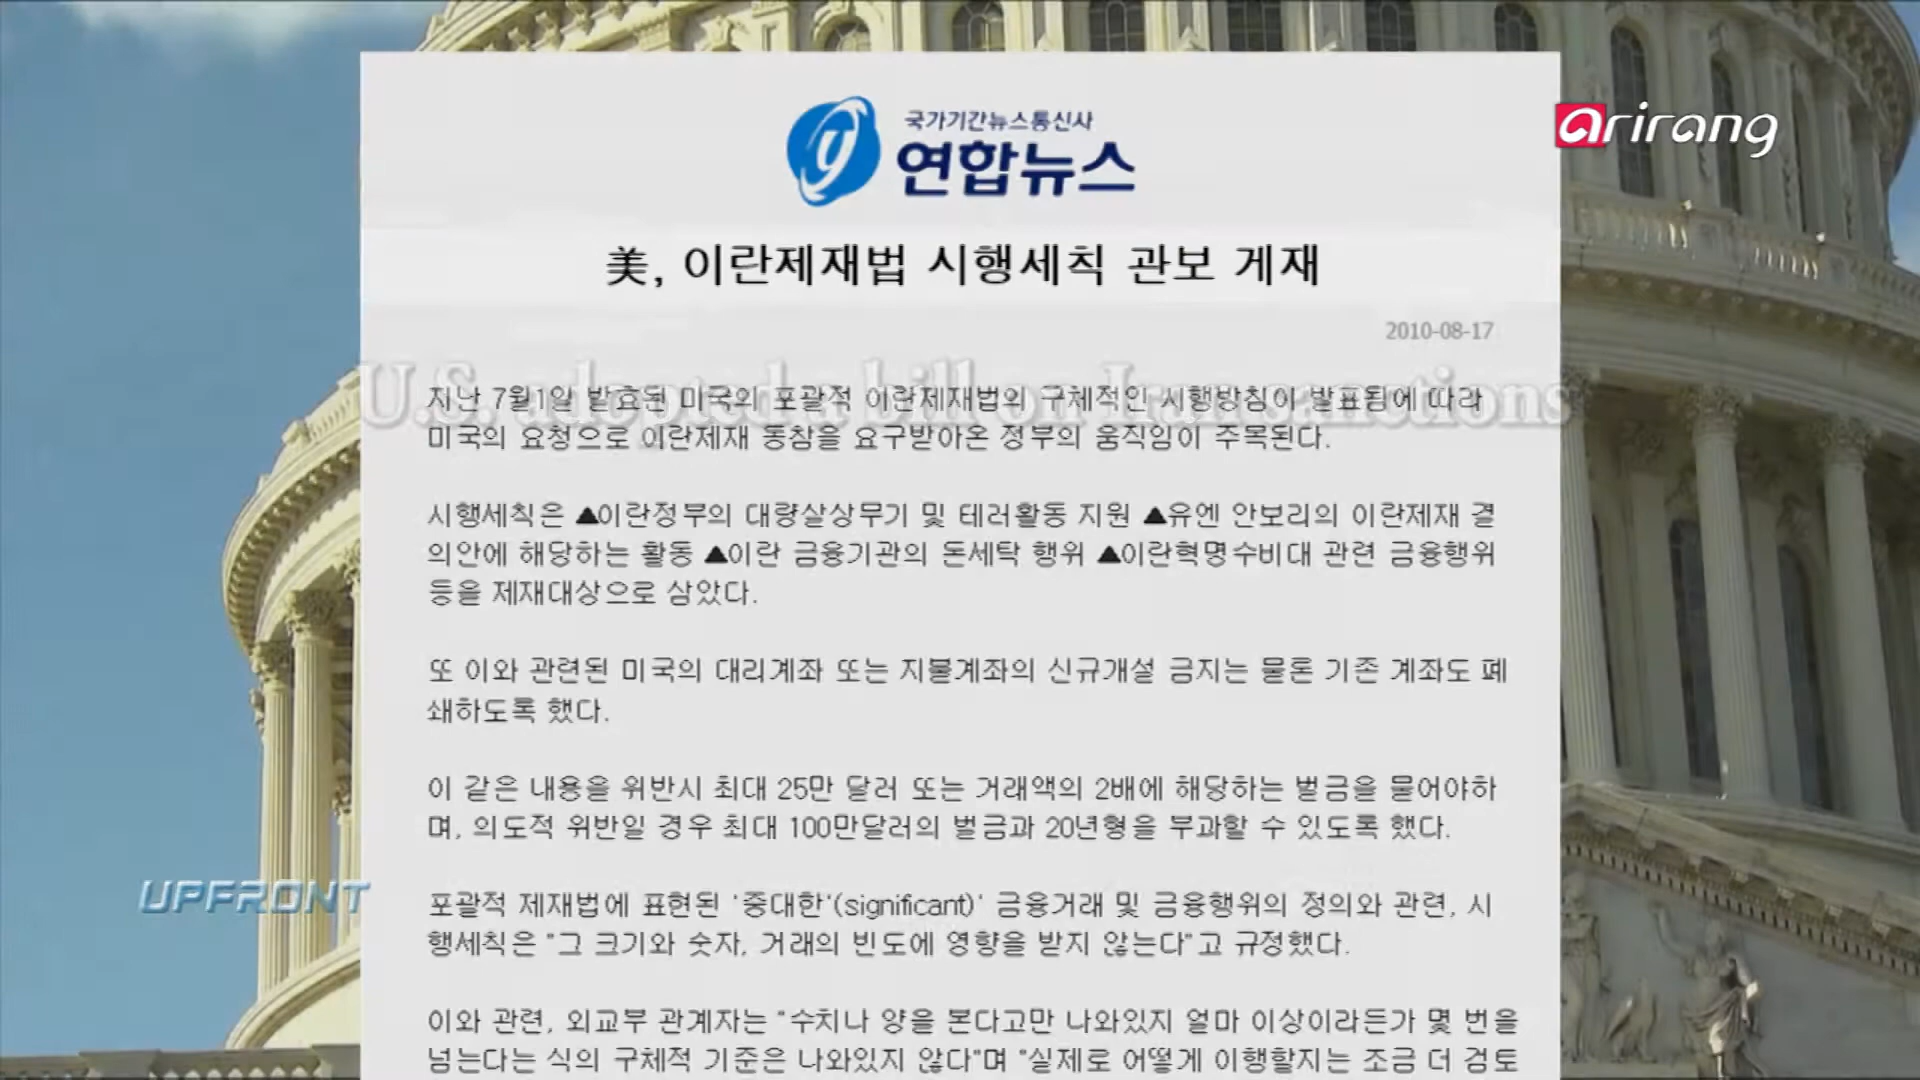 국가기간뉴스통신사
연합뉴스
arirang
美, 이란제재법 시행세칙 관보 게재
2010-08-17
U.S. adopted a bill on Iran sanctions
지난 7월1일 발효된 미국의 포괄적 이란제재법의 구체적인 시행방침이 발표됨에 따라
미국의 요청으로 이란제재 동참을 요구받아온 정부의 움직임이 주목된다.
시행세칙은 ▲이란정부의 대량살상무기 및 테러활동 지원 ▲유엔 안보리의 이란제재 결
의안에 해당하는 활동 ▲이란 금융기관의 돈세탁 행위 ▲이란혁명수비대 관련 금융행위
등을 제재대상으로 삼았다.
또 이와 관련된 미국의 대리계좌 또는 지불계좌의 신규개설 금지는 물론 기존 계좌도 폐
쇄하도록 했다.
이 같은 내용을 위반시 최대 25만 달러 또는 거래액의 2배에 해당하는 벌금을 물어야하
며, 의도적 위반일 경우 최대 100만달러의 벌금과 20년형을 부과할 수 있도록 했다.
UPFRONT
포괄적 제재법에 표현된 '중대한'(significant)' 금융거래 및 금융행위의 정의와 관련, 시
행세칙은 "그 크기와 숫자, 거래의 빈도에 영향을 받지 않는다"고 규정했다.
이와 관련, 외교부 관계자는 "수치나 양을 본다고만 나와있지 얼마 이상이라든가 몇 번을
넘는다는 식의 구체적 기준은 나와있지 않다"며 "실제로 어떻게 이행할지는 조금 더 검토